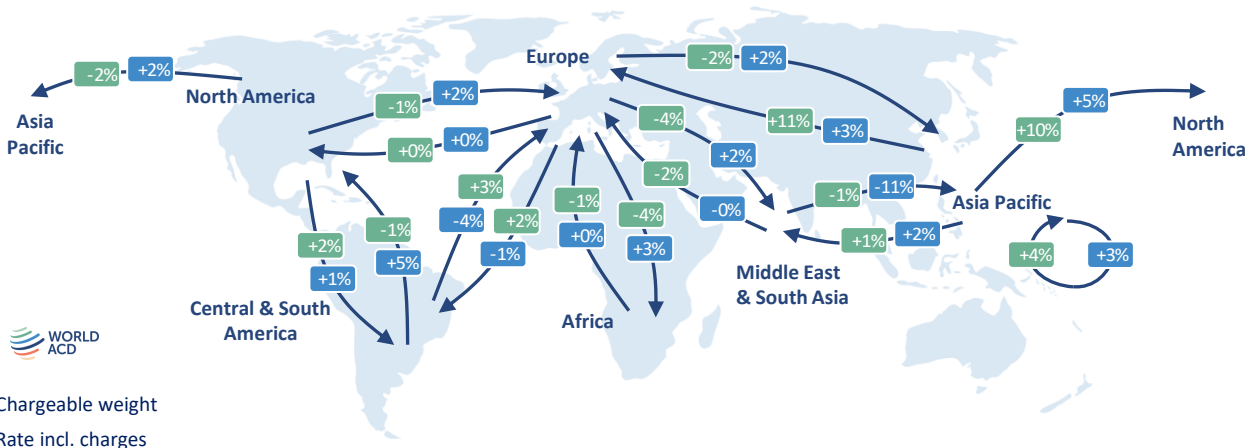 Europe
-2% +2%
-2% +2%
North America
Asia
Pacific
-1% +2%
+0% +0%
-4%
+2%
-2%
-0%
+11% +3%
+10% +5%
North
America
-1% -11%
Asia Pacific
+1% +2%
+4% +3%
Middle East
& South Asia
+3%
-4%
+2%
-1%
-1%
+0%
-4%
+3%
+2%
+1%
-1%
+5%
Central & South
America
Africa
WORLD
ACD
Chargeable weight
Rate incl. charges